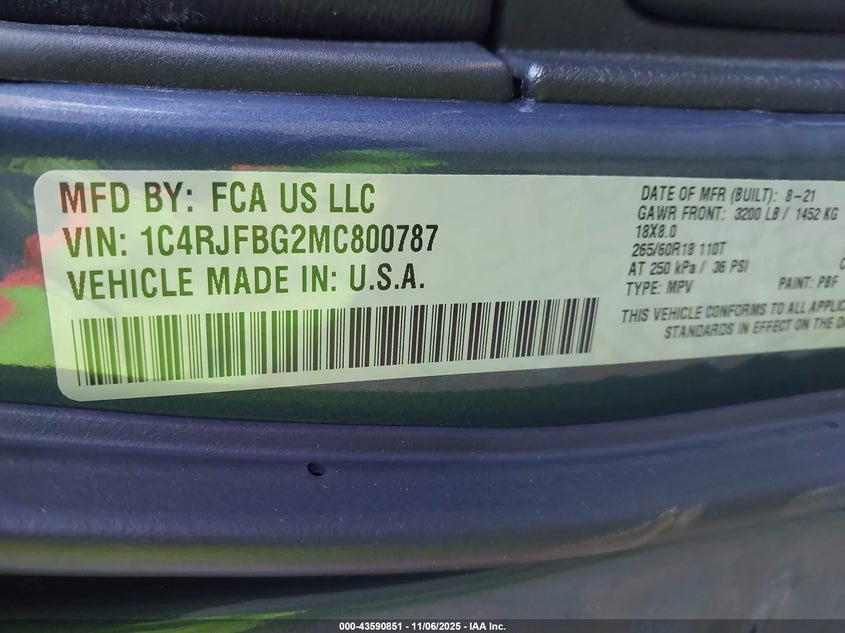 MFD BY: FCA US LLC
VIN: 1C4RJFBG2MC800787
VEHICLE MADE IN: U.S.A.
DATE OF MFR (BUILT): 8-21
GAWR FRONT: 3200 LB / 1452 KG
18X8.0
265/60R18 110T
AT 250 kPa / 36 PSI
TYPE: MPV PAINT: PBF
THIS VEHICLE CONFORMS TO ALL APPLIC
STANDARDS IN EFFECT ON THE D
000-43590851 - 11/06/2025 - IAA Inc.